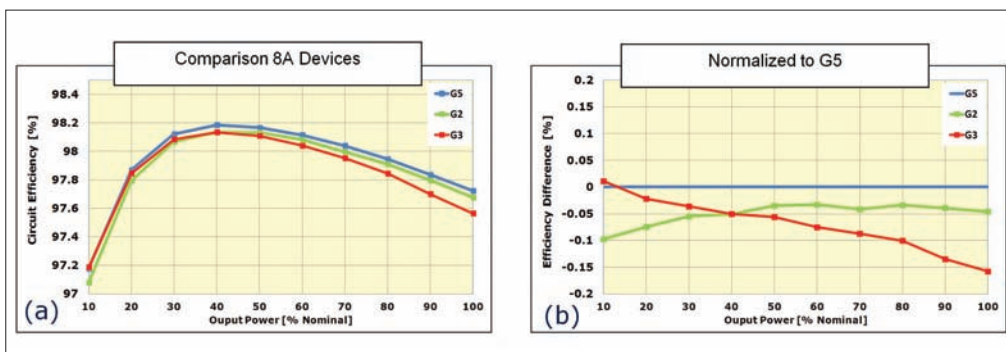 Comparison 8A Devices
98.4
98.2
98
97.8
97.6
97.4
97.2
97
Circuit Efficiency [%]
G5
G2
G3
10 20 30 40 50 60 70 80 90 100
Ouput Power [% Nominal]
(a)
Normalized to G5
0.2
0.15
0.1
0.05
0
-0.05
-0.1
-0.15
-0.2
Efficiency Difference [%]
G5
G2
G3
10 20 30 40 50 60 70 80 90 100
Ouput Power [% Nominal]
(b)